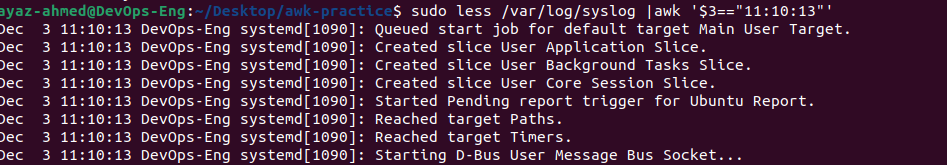 ayaz-ahmed@DevOps-Eng:~/Desktop/awk-practice$ sudo less /var/log/syslog |awk '$3=="11:10:13"'
Dec  3 11:10:13 DevOps-Eng systemd[1090]: Queued start job for default target Main User Target.
Dec  3 11:10:13 DevOps-Eng systemd[1090]: Created slice User Application Slice.
Dec  3 11:10:13 DevOps-Eng systemd[1090]: Created slice User Background Tasks Slice.
Dec  3 11:10:13 DevOps-Eng systemd[1090]: Created slice User Core Session Slice.
Dec  3 11:10:13 DevOps-Eng systemd[1090]: Started Pending report trigger for Ubuntu Report.
Dec  3 11:10:13 DevOps-Eng systemd[1090]: Reached target Paths.
Dec  3 11:10:13 DevOps-Eng systemd[1090]: Reached target Timers.
Dec  3 11:10:13 DevOps-Eng systemd[1090]: Starting D-Bus User Message Bus Socket...